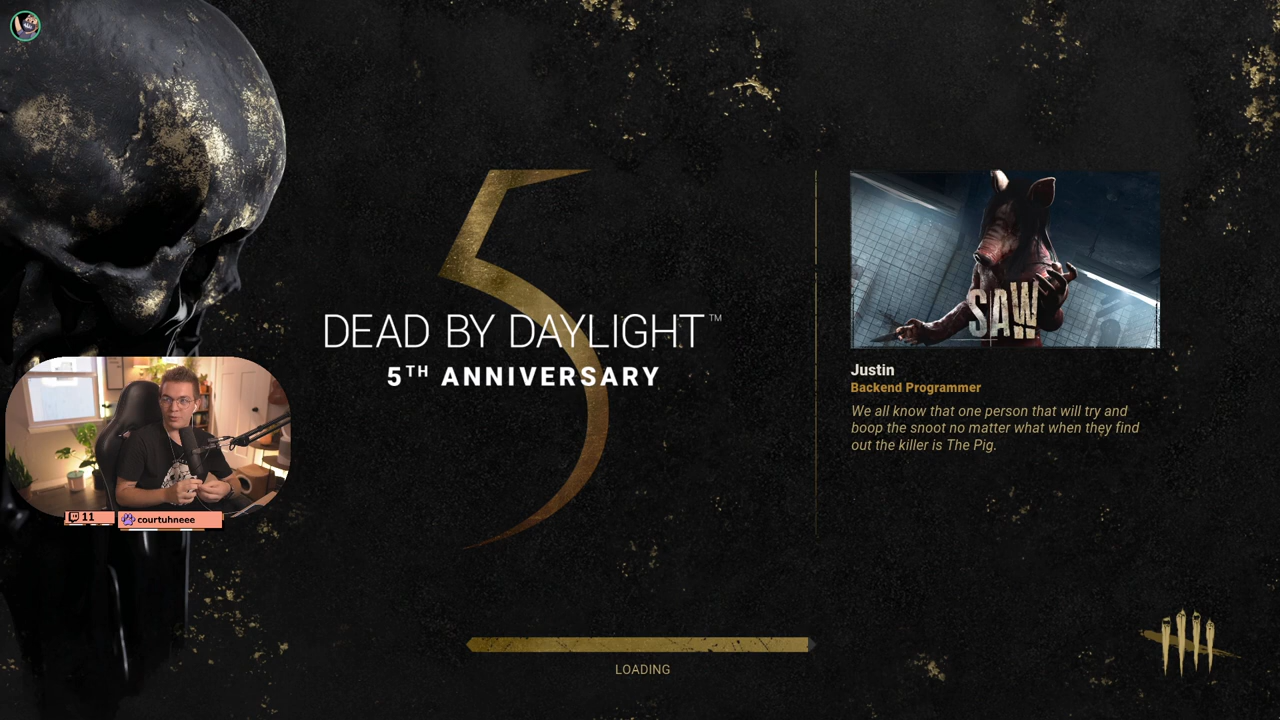 DEAD BY DAYLIGHT™
5TH ANNIVERSARY
SAW
Justin
Backend Programmer
We all know that one person that will try and
boop the snoot no matter what when they find
out the killer is The Pig.
11
courtuhneee
LOADING